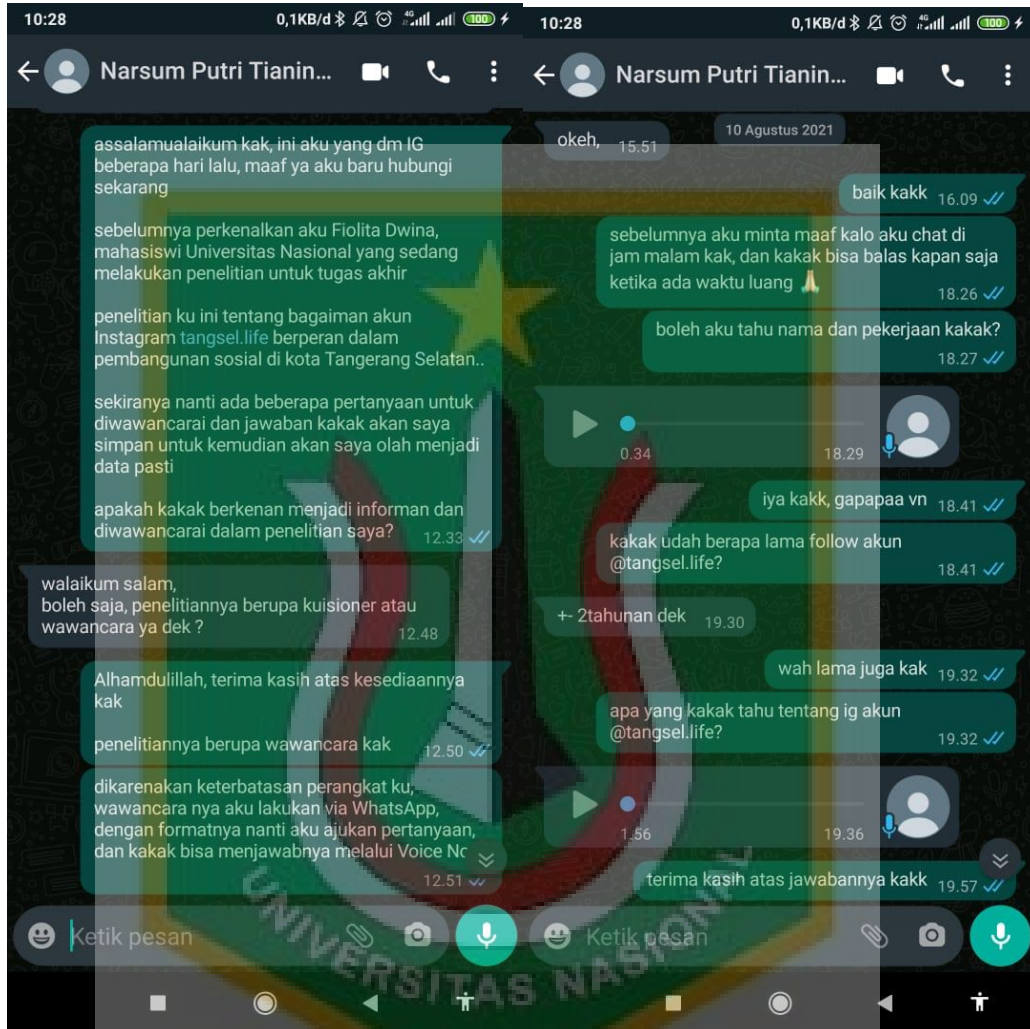 10:28
0,1KB/d
4G
100
Narsum Putri Tianin...
assalamualaikum kak, ini aku yang dm IG
beberapa hari lalu, maaf ya aku baru hubungi
sekarang
sebelumnya perkenalkan aku Fiolita Dwina,
mahasiswi Universitas Nasional yang sedang
melakukan penelitian untuk tugas akhir
penelitian ku ini tentang bagaiman akun
Instagram tangsel.life berperan dalam
pembangunan sosial di kota Tangerang Selatan..
sekiranya nanti ada beberapa pertanyaan untuk
diwawancarai dan jawaban kakak akan saya
simpan untuk kemudian akan saya olah menjadi
data pasti
apakah kakak berkenan menjadi informan dan
diwawancarai dalam penelitian saya?
12.33
walaikum salam,
boleh saja, penelitiannya berupa kuisioner atau
wawancara ya dek ?
12.48
Alhamdulillah, terima kasih atas kesediaannya
kak
penelitiannya berupa wawancara kak
12.50
dikarenakan keterbatasan perangkat ku,
wawancara nya aku lakukan via WhatsApp,
dengan formatnya nanti aku ajukan pertanyaan,
dan kakak bisa menjawabnya melalui Voice No
12.51
Ketik pesan
10:28
0,1KB/d
4G
100
Narsum Putri Tianin...
10 Agustus 2021
okeh,
15.51
baik kakk
16.09
sebelumnya aku minta maaf kalo aku chat di
jam malam kak, dan kakak bisa balas kapan saja
ketika ada waktu luang 🙏
18.26
boleh aku tahu nama dan pekerjaan kakak?
18.27
0.34
18.29
iya kakk, gapapaa vn
18.41
kakak udah berapa lama follow akun
@tangsel.life?
18.41
+- 2tahunan dek
19.30
wah lama juga kak
19.32
apa yang kakak tahu tentang ig akun
@tangsel.life?
19.32
1.56
19.36
terima kasih atas jawabannya kakk
19.57
Ketik pesan
UNIVERSITAS NASIONAL